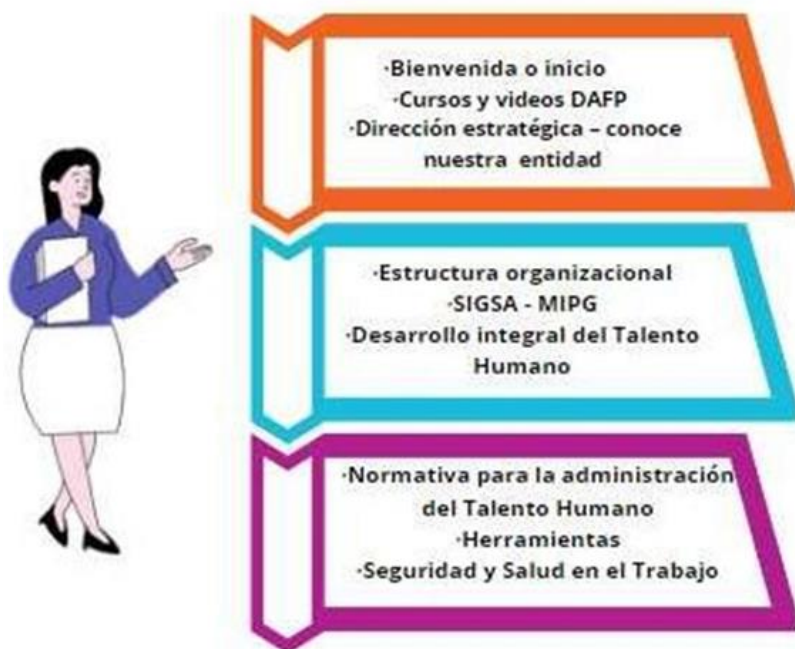 ·Bienvenida o inicio
·Cursos y videos DAFP
·Dirección estratégica – conoce
nuestra entidad
·Estructura organizacional
·SIGSA - MIPG
·Desarrollo integral del Talento
Humano
·Normativa para la administración
del Talento Humano
·Herramientas
·Seguridad y Salud en el Trabajo